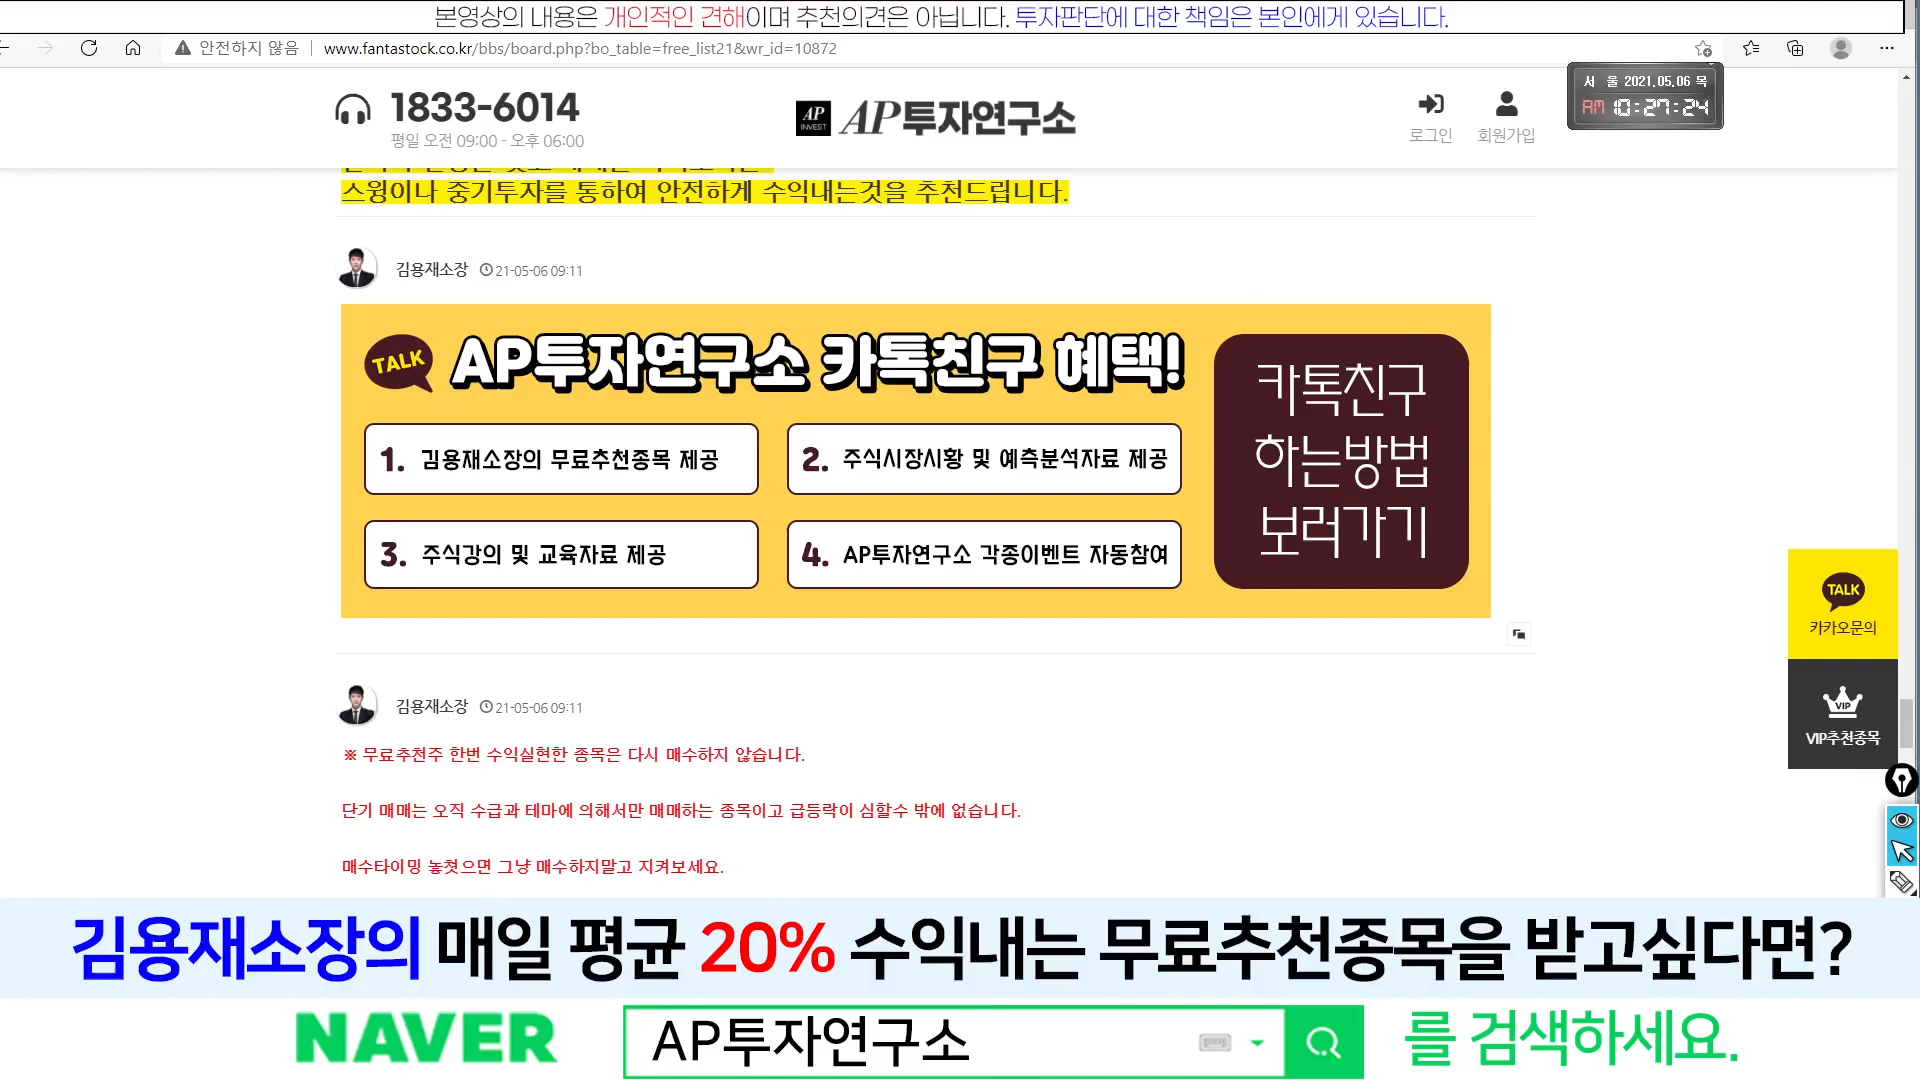 본영상의 내용은 개인적인 견해이며 추천의견은 아닙니다. 투자판단에 대한 책임은 본인에게 있습니다.
안전하지 않음 www.fantastock.co.kr/bbs/board.php?bo_table=free_list21&wr_id=10872
서 울 2021.05.06 목
AM 10:27:24
1833-6014
평일 오전 09:00 - 오후 06:00
AP INVEST AP투자연구소
로그인 회원가입
스윙이나 중기투자를 통하여 안전하게 수익내는것을 추천드립니다.
김용재소장 21-05-06 09:11
TALK AP투자연구소 카톡친구 혜택!
1. 김용재소장의 무료추천종목 제공
2. 주식시장시황 및 예측분석자료 제공
3. 주식강의 및 교육자료 제공
4. AP투자연구소 각종이벤트 자동참여
카톡친구
하는방법
보러가기
TALK
카카오문의
VIP
VIP추천종목
김용재소장 21-05-06 09:11
※ 무료추천주 한번 수익실현한 종목은 다시 매수하지 않습니다.
단기 매매는 오직 수급과 테마에 의해서만 매매하는 종목이고 급등락이 심할수 밖에 없습니다.
매수타이밍 놓쳤으면 그냥 매수하지말고 지켜보세요.
김용재소장의 매일 평균 20% 수익내는 무료추천종목을 받고싶다면?
NAVER AP투자연구소 를 검색하세요.